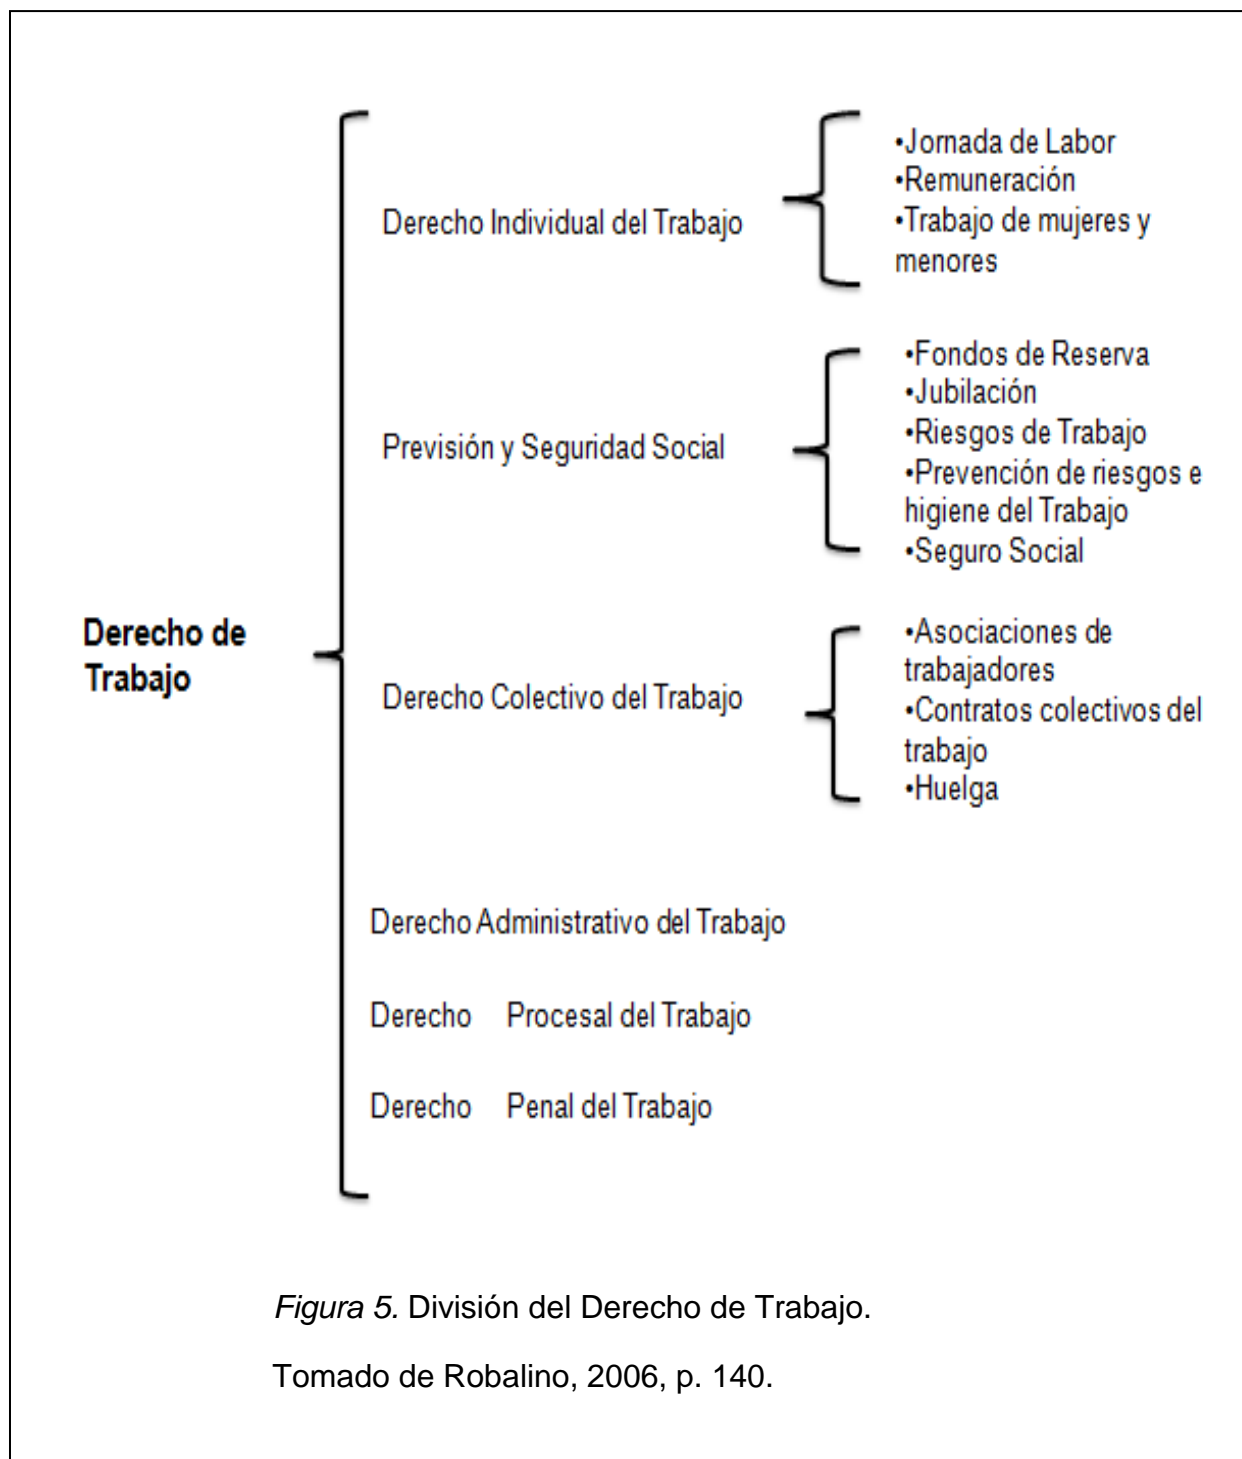 Derecho de
Trabajo
Derecho Individual del Trabajo
•Jornada de Labor
•Remuneración
•Trabajo de mujeres y
menores
Previsión y Seguridad Social
•Fondos de Reserva
•Jubilación
•Riesgos de Trabajo
•Prevención de riesgos e
higiene del Trabajo
•Seguro Social
Derecho Colectivo del Trabajo
•Asociaciones de
trabajadores
•Contratos colectivos del
trabajo
•Huelga
Derecho Administrativo del Trabajo
Derecho Procesal del Trabajo
Derecho Penal del Trabajo
Figura 5. División del Derecho de Trabajo.
Tomado de Robalino, 2006, p. 140.